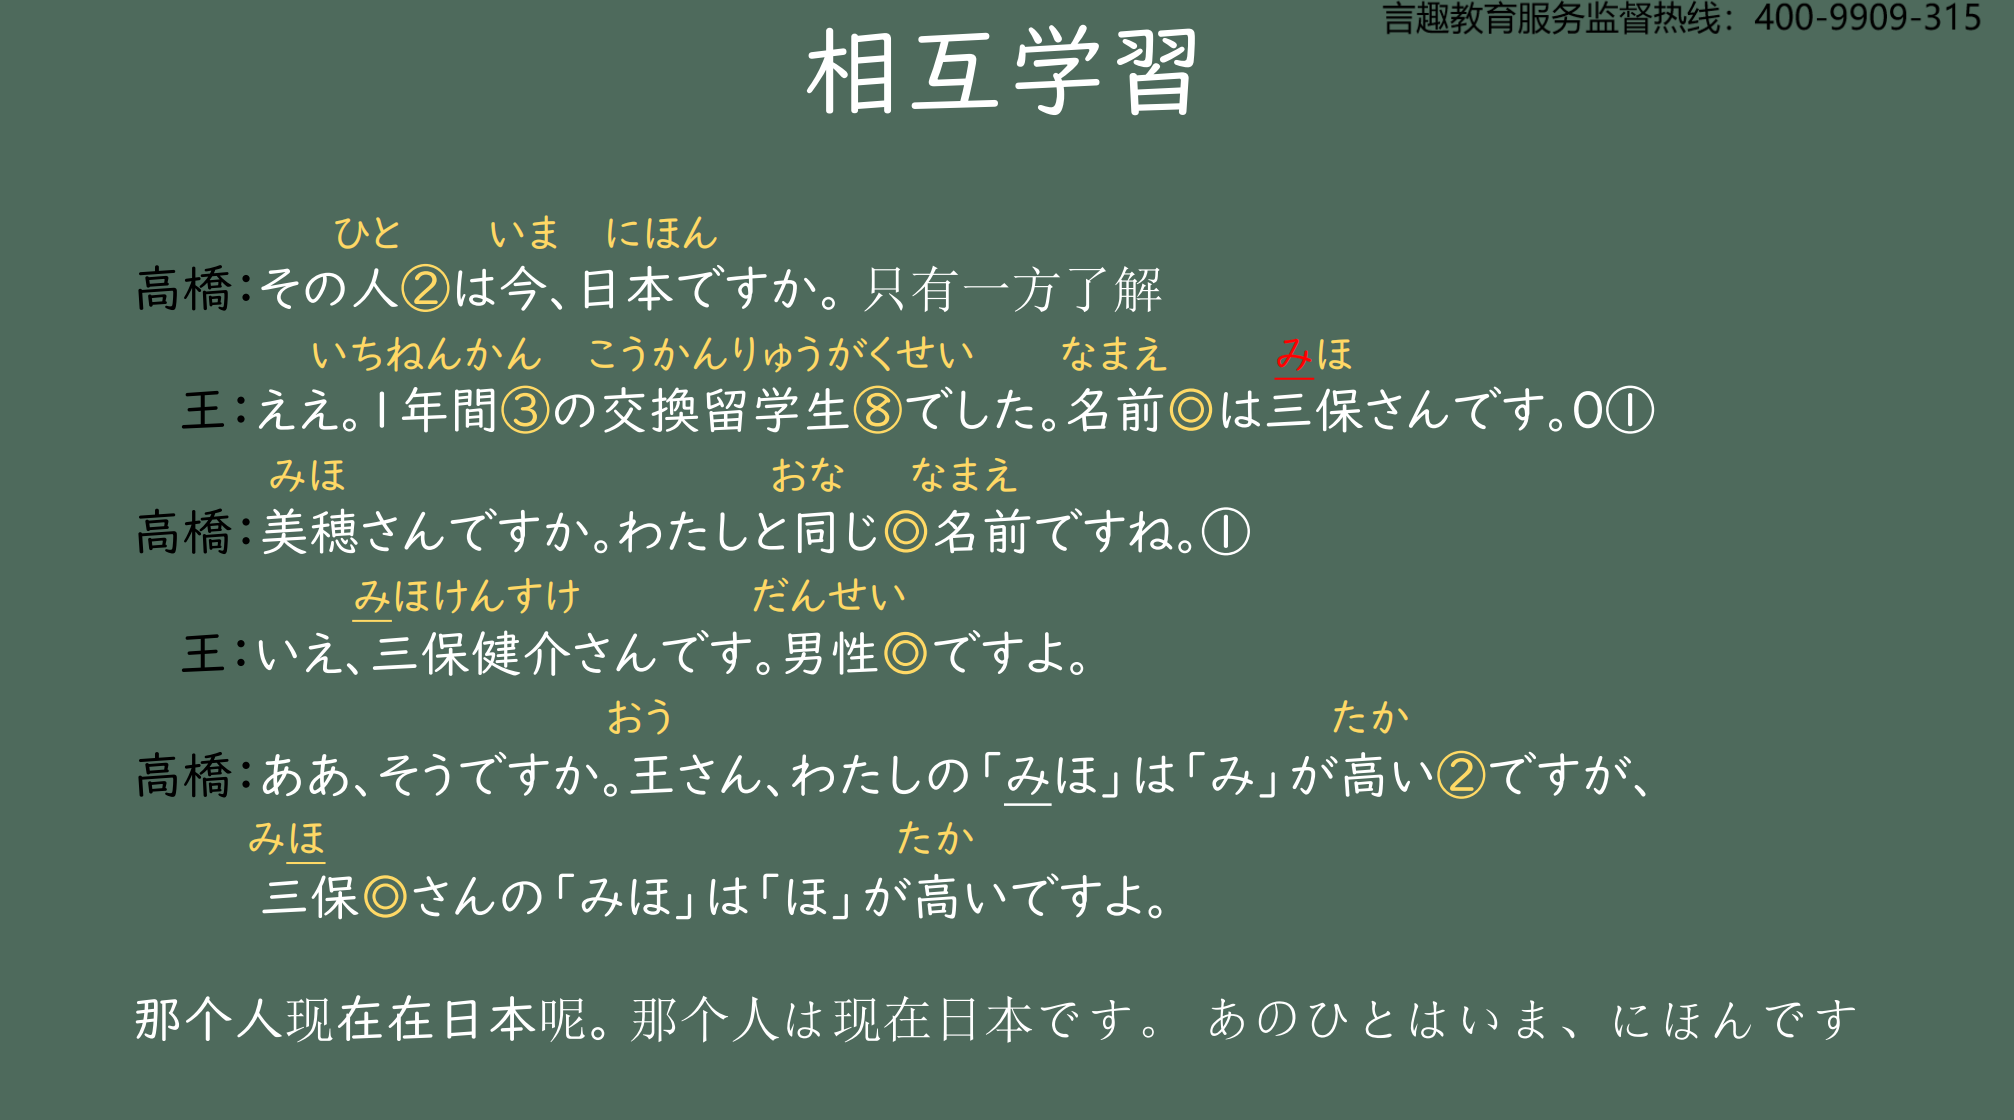 言趣教育服务监督热线：400-9909-315
相互学習
ひと いま にほん
高橋：その人②は今、日本ですか。只有一方了解
いちねんかん こうかんりゅうがくせい なまえ みほ
王：ええ。1年間③の交換留学生⑧でした。名前◎は三保さんです。0①
みほ おな なまえ
高橋：美穂さんですか。わたしと同じ◎名前ですね。①
みほけんすけ だんせい
王：いえ、三保健介さんです。男性◎ですよ。
おう たか
高橋：ああ、そうですか。王さん、わたしの「みほ」は「み」が高い②ですが、
みほ たか
三保◎さんの「みほ」は「ほ」が高いですよ。
那个人现在在日本呢。那个人は现在日本です。 あのひとはいま、にほんです